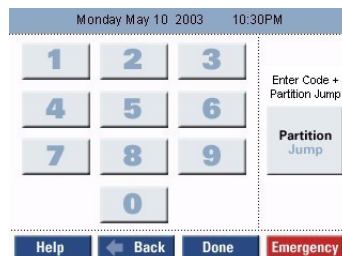 Monday May 10 2003 10:30PM
1 2 3
Enter Code +
Partition Jump
4 5 6
Partition
Jump
7 8 9
0
Help Back Done Emergency